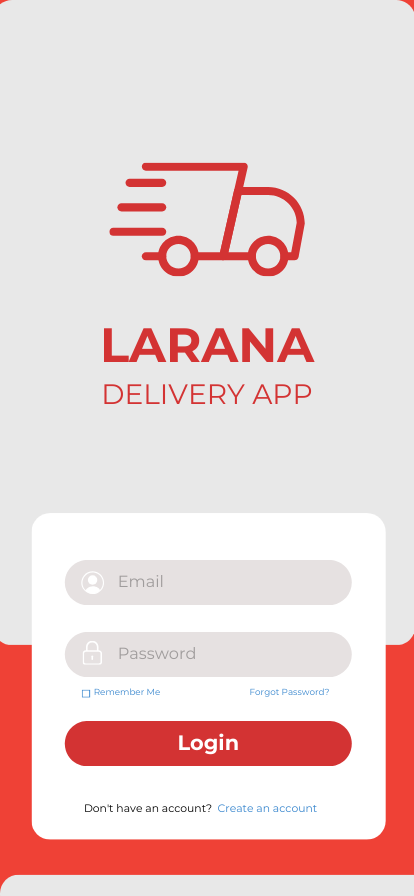 LARANA
DELIVERY APP
Email
Password
Remember Me Forgot Password?
Login
Don't have an account? Create an account